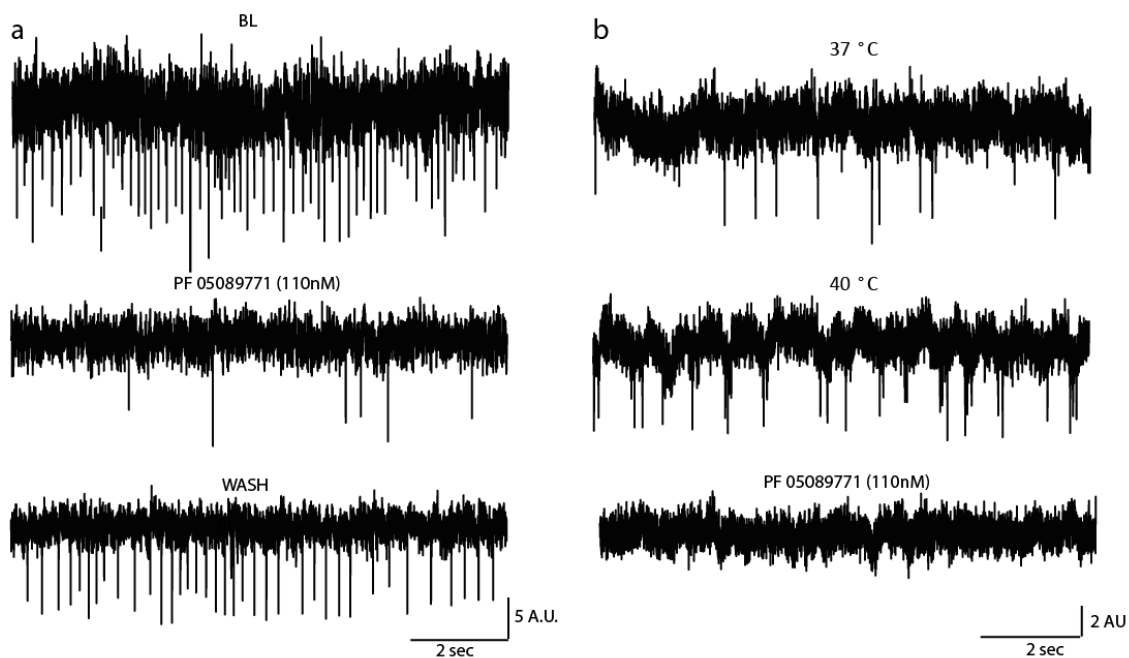 a
BL
PF 05089771 (110nM)
WASH
5 A.U.
2 sec
b
37 °C
40 °C
PF 05089771 (110nM)
2 AU
2 sec